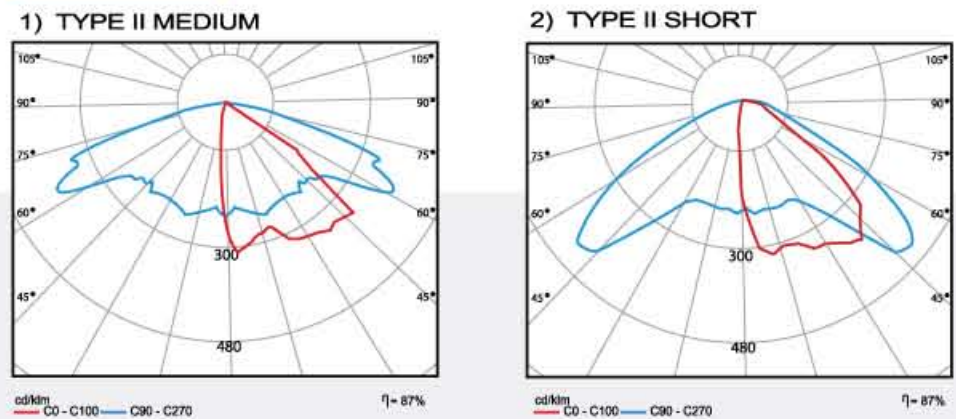 1) TYPE II MEDIUM
105° 105°
90° 90°
75° 75°
60° 60°
45° 45°
300
480
cd/klm
C0 - C100 C90 - C270
η= 87%
2) TYPE II SHORT
105° 105°
90° 90°
75° 75°
60° 60°
45° 45°
300
480
cd/klm
C0 - C100 C90 - C270
η= 87%